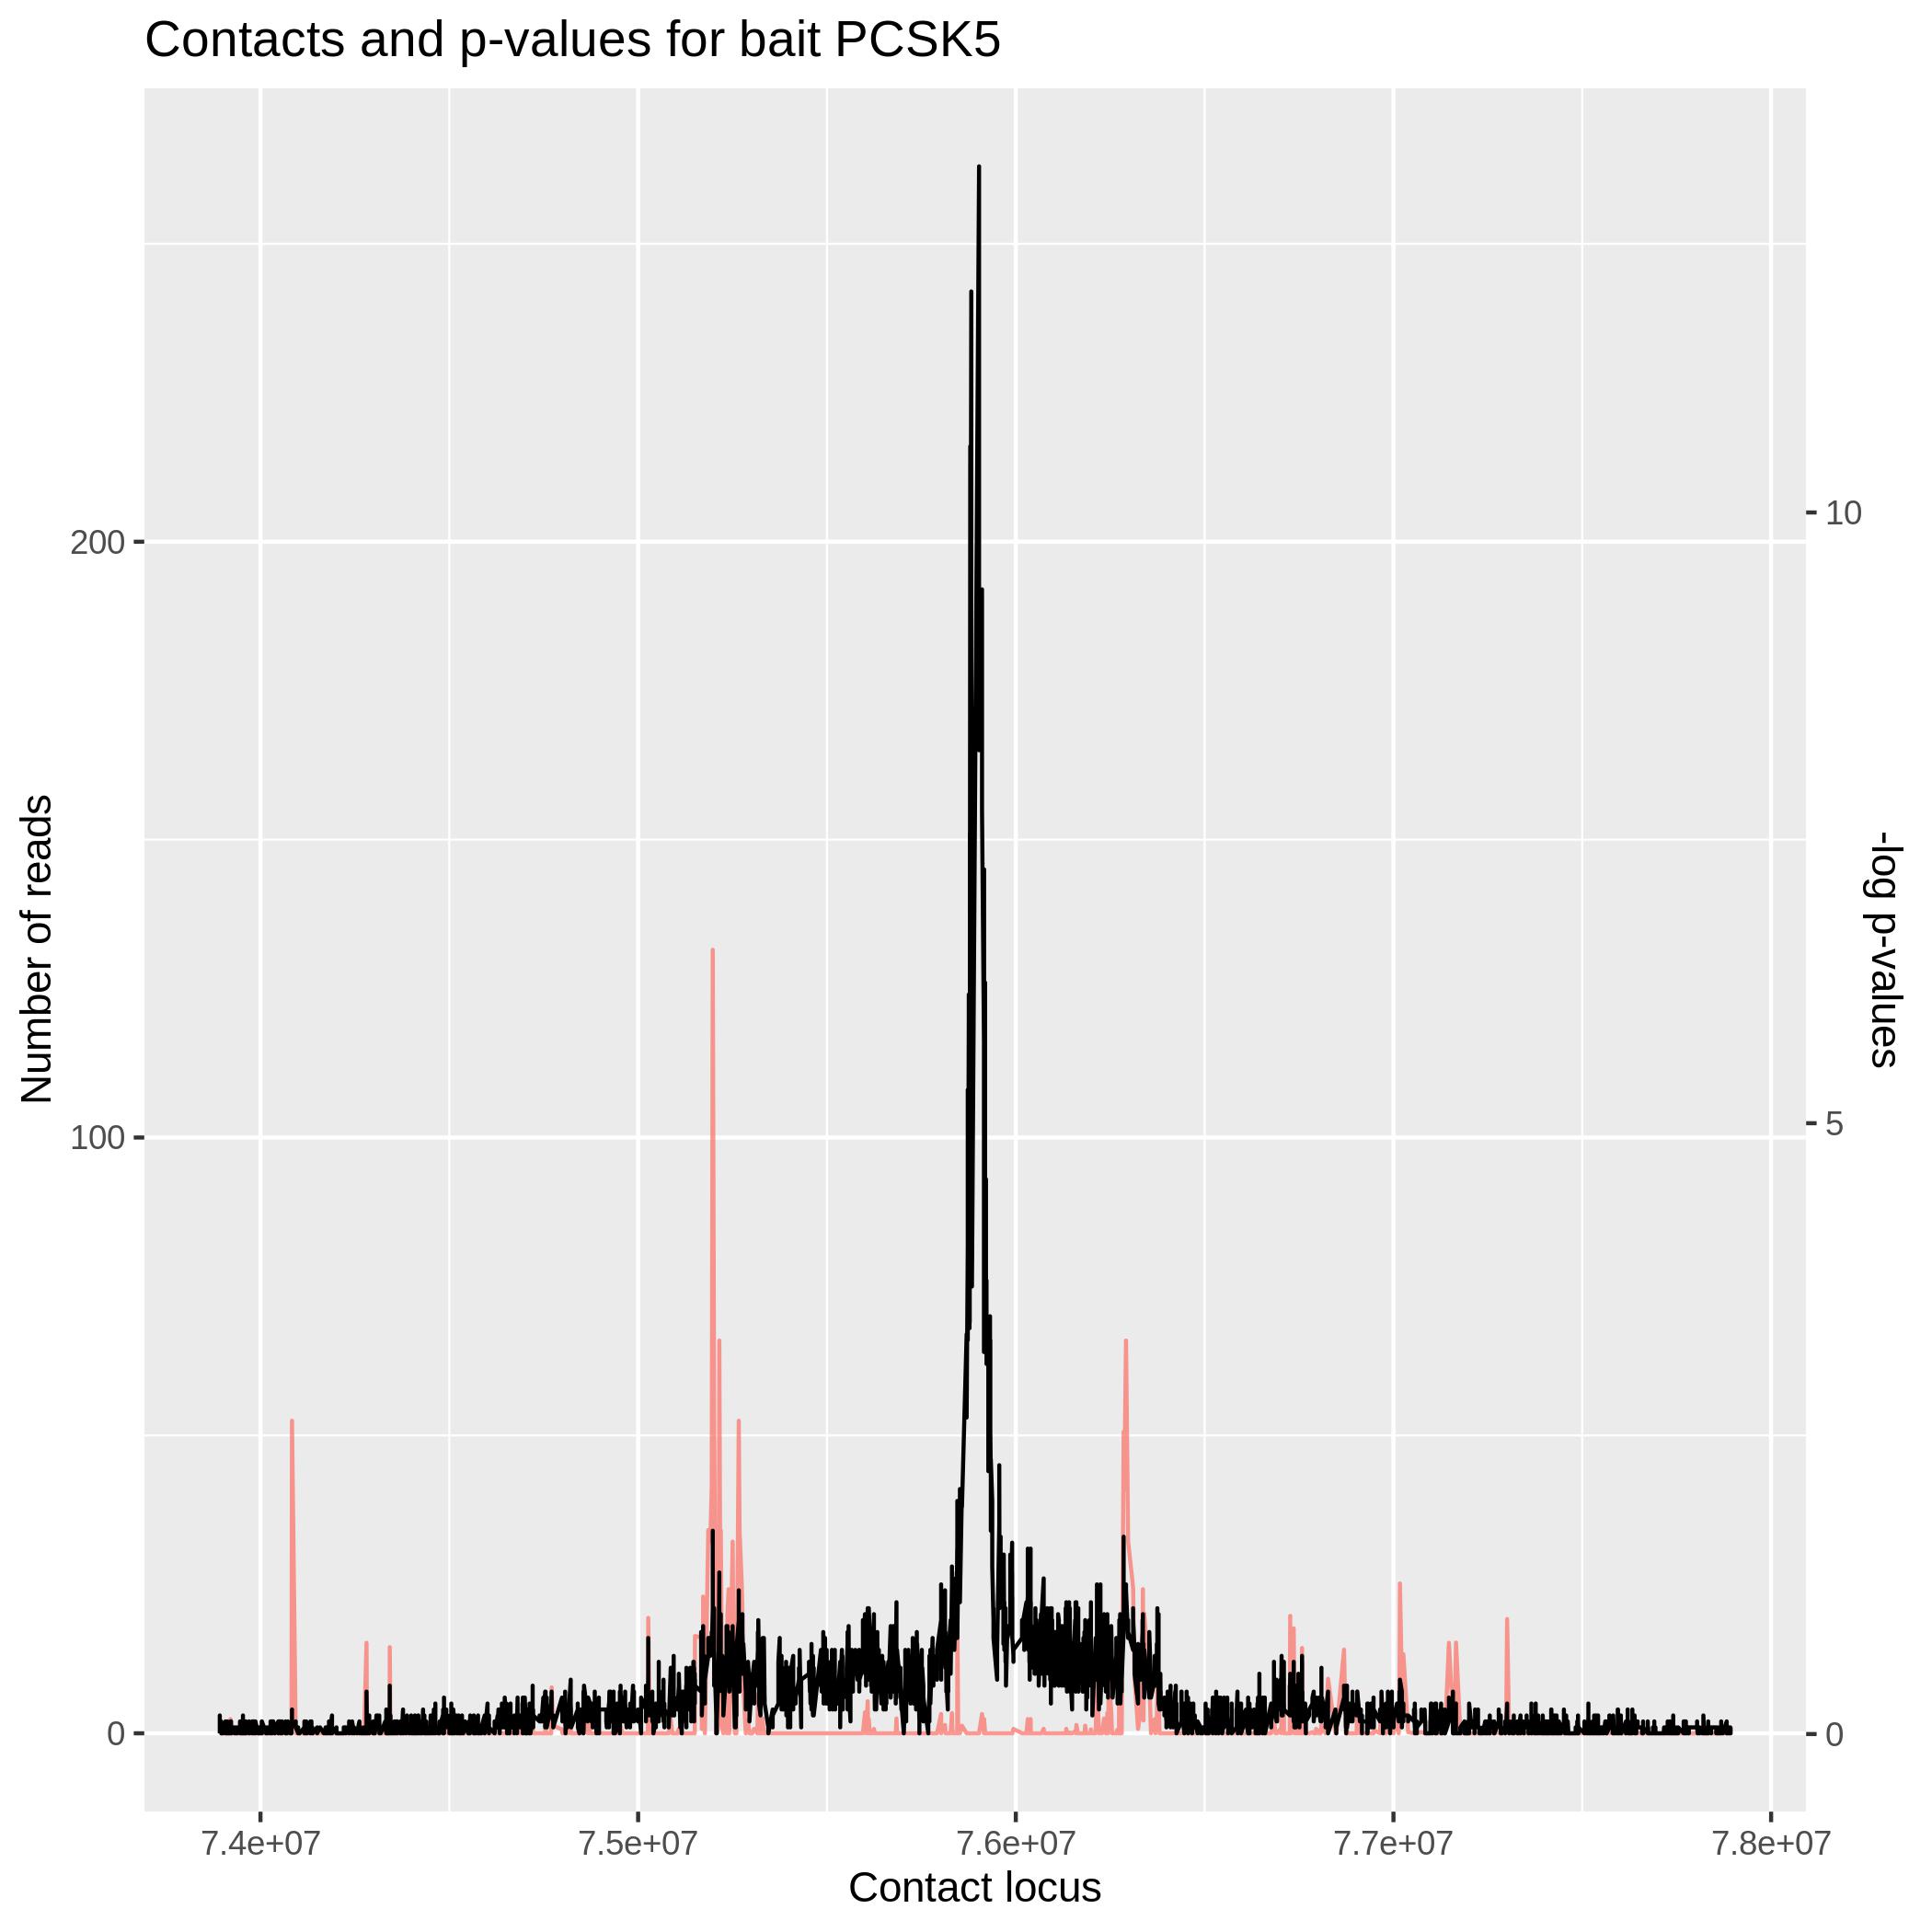 Contacts and p-values for bait PCSK5
Number of reads
200
100
0
10
5
0
-log p-values
7.4e+07
7.5e+07
7.6e+07
7.7e+07
7.8e+07
Contact locus